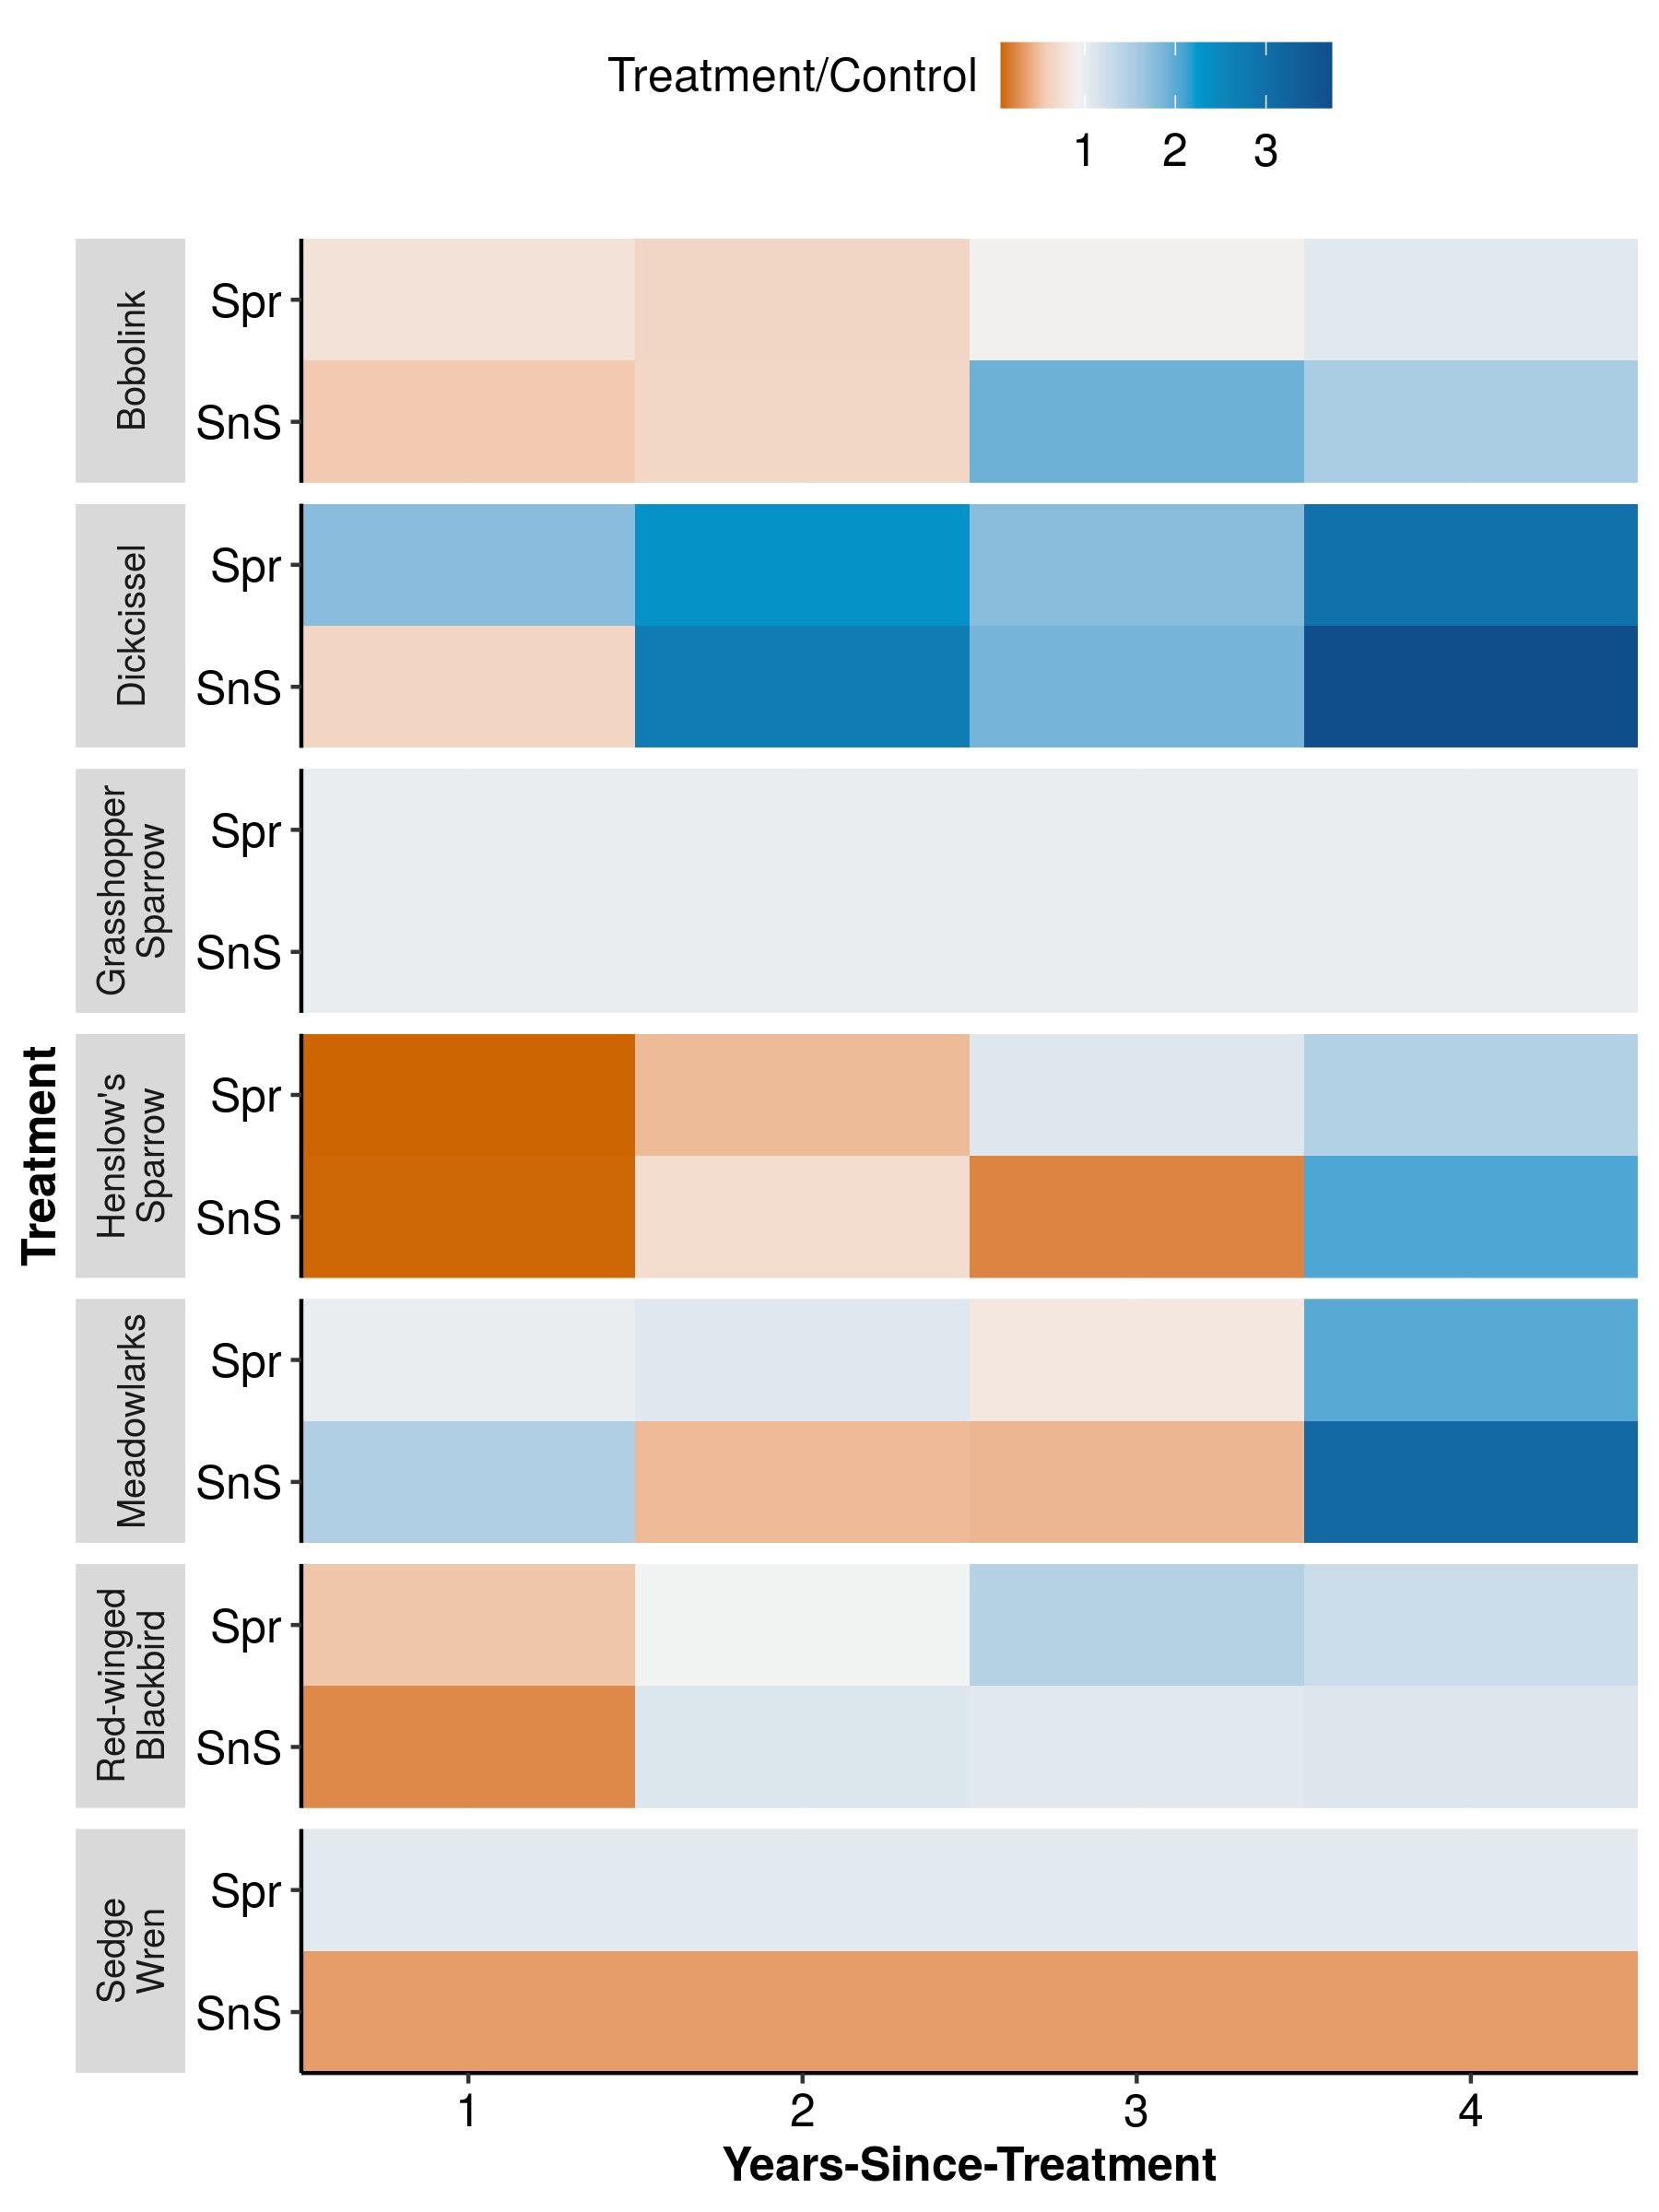 Treatment/Control
1 2 3
Treatment
Bobolink
Spr
SnS
Dickcissel
Spr
SnS
Grasshopper
Sparrow
Spr
SnS
Henslow's
Sparrow
Spr
SnS
Meadowlarks
Spr
SnS
Red-winged
Blackbird
Spr
SnS
Sedge
Wren
Spr
SnS
1 2 3 4
Years-Since-Treatment